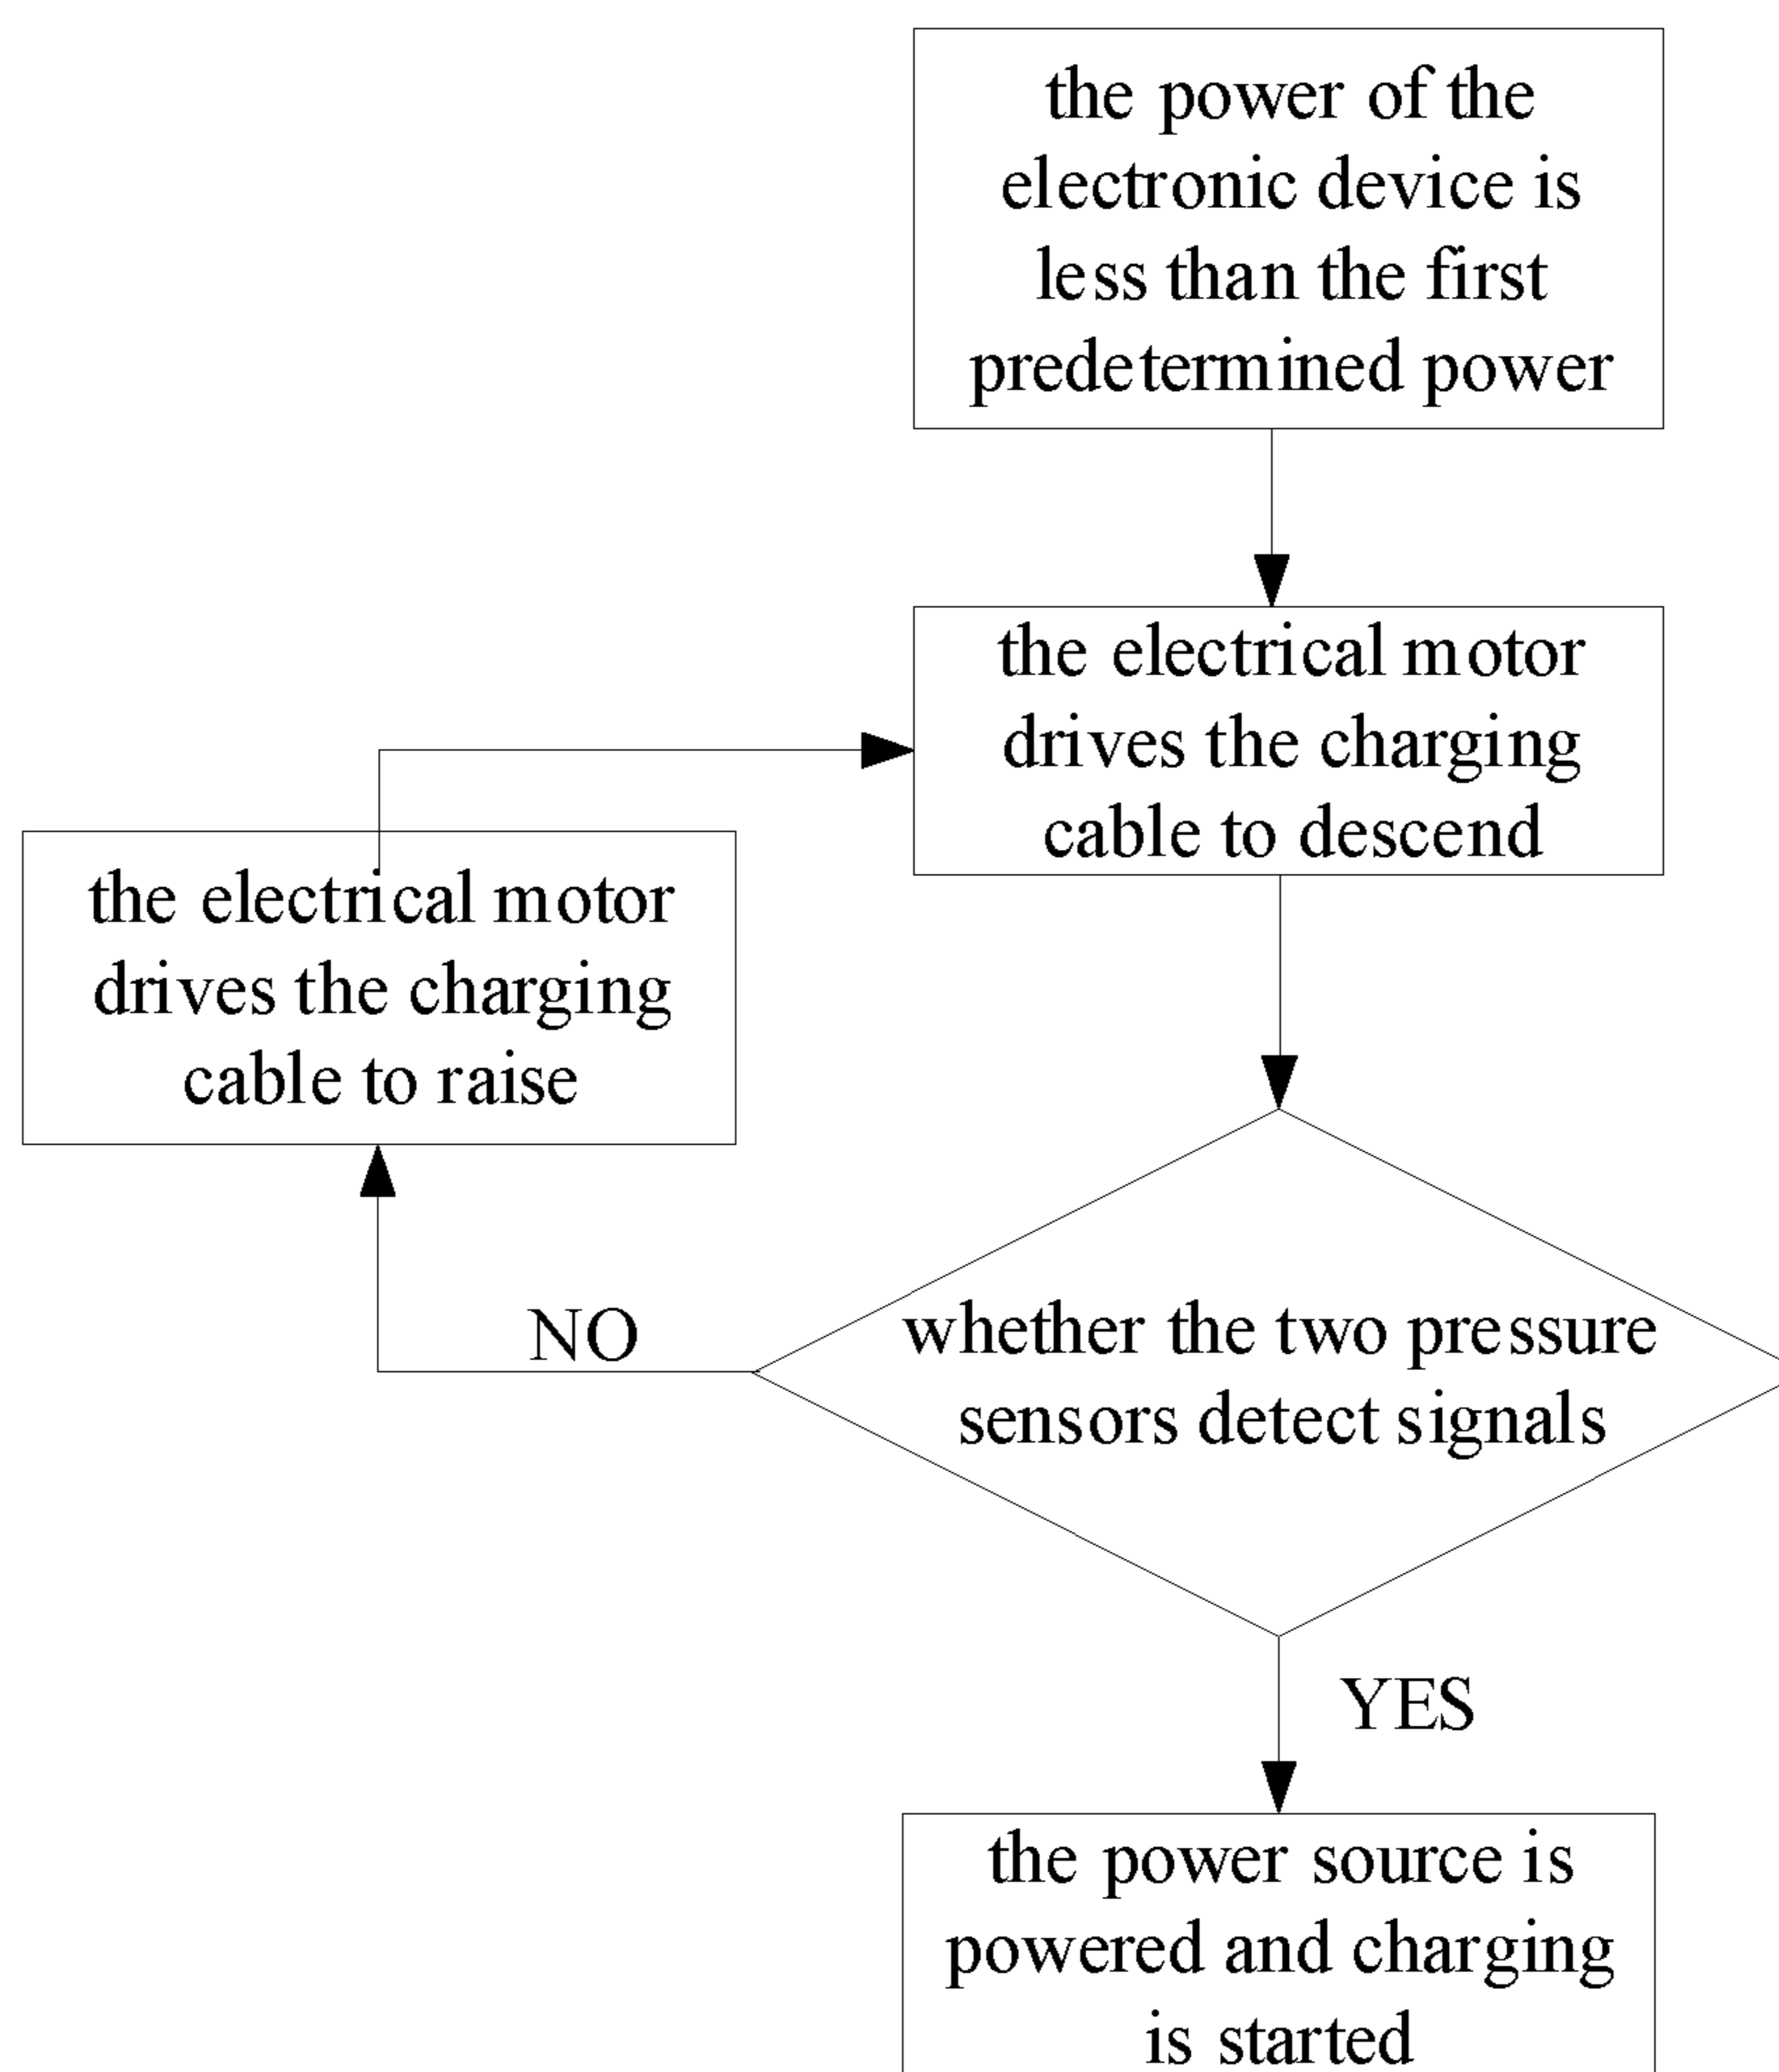 the power of the
electronic device is
less than the first
predetermined power
the electrical motor
drives the charging
cable to descend
the electrical motor
drives the charging
cable to raise
NO
whether the two pressure
sensors detect signals
YES
the power source is
powered and charging
is started